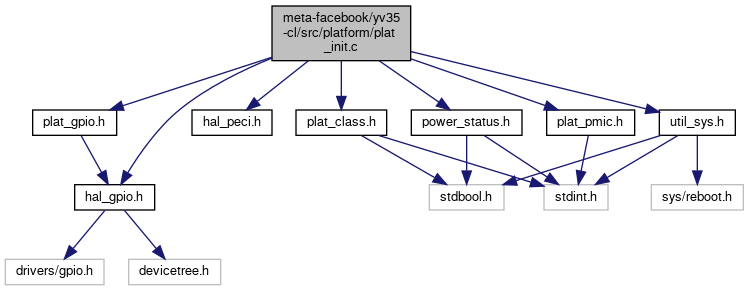 meta-facebook/yv35
-cl/src/platform/plat
_init.c
plat_gpio.h
hal_peci.h
plat_class.h
power_status.h
plat_pmic.h
util_sys.h
hal_gpio.h
stdbool.h
stdint.h
sys/reboot.h
drivers/gpio.h
devicetree.h